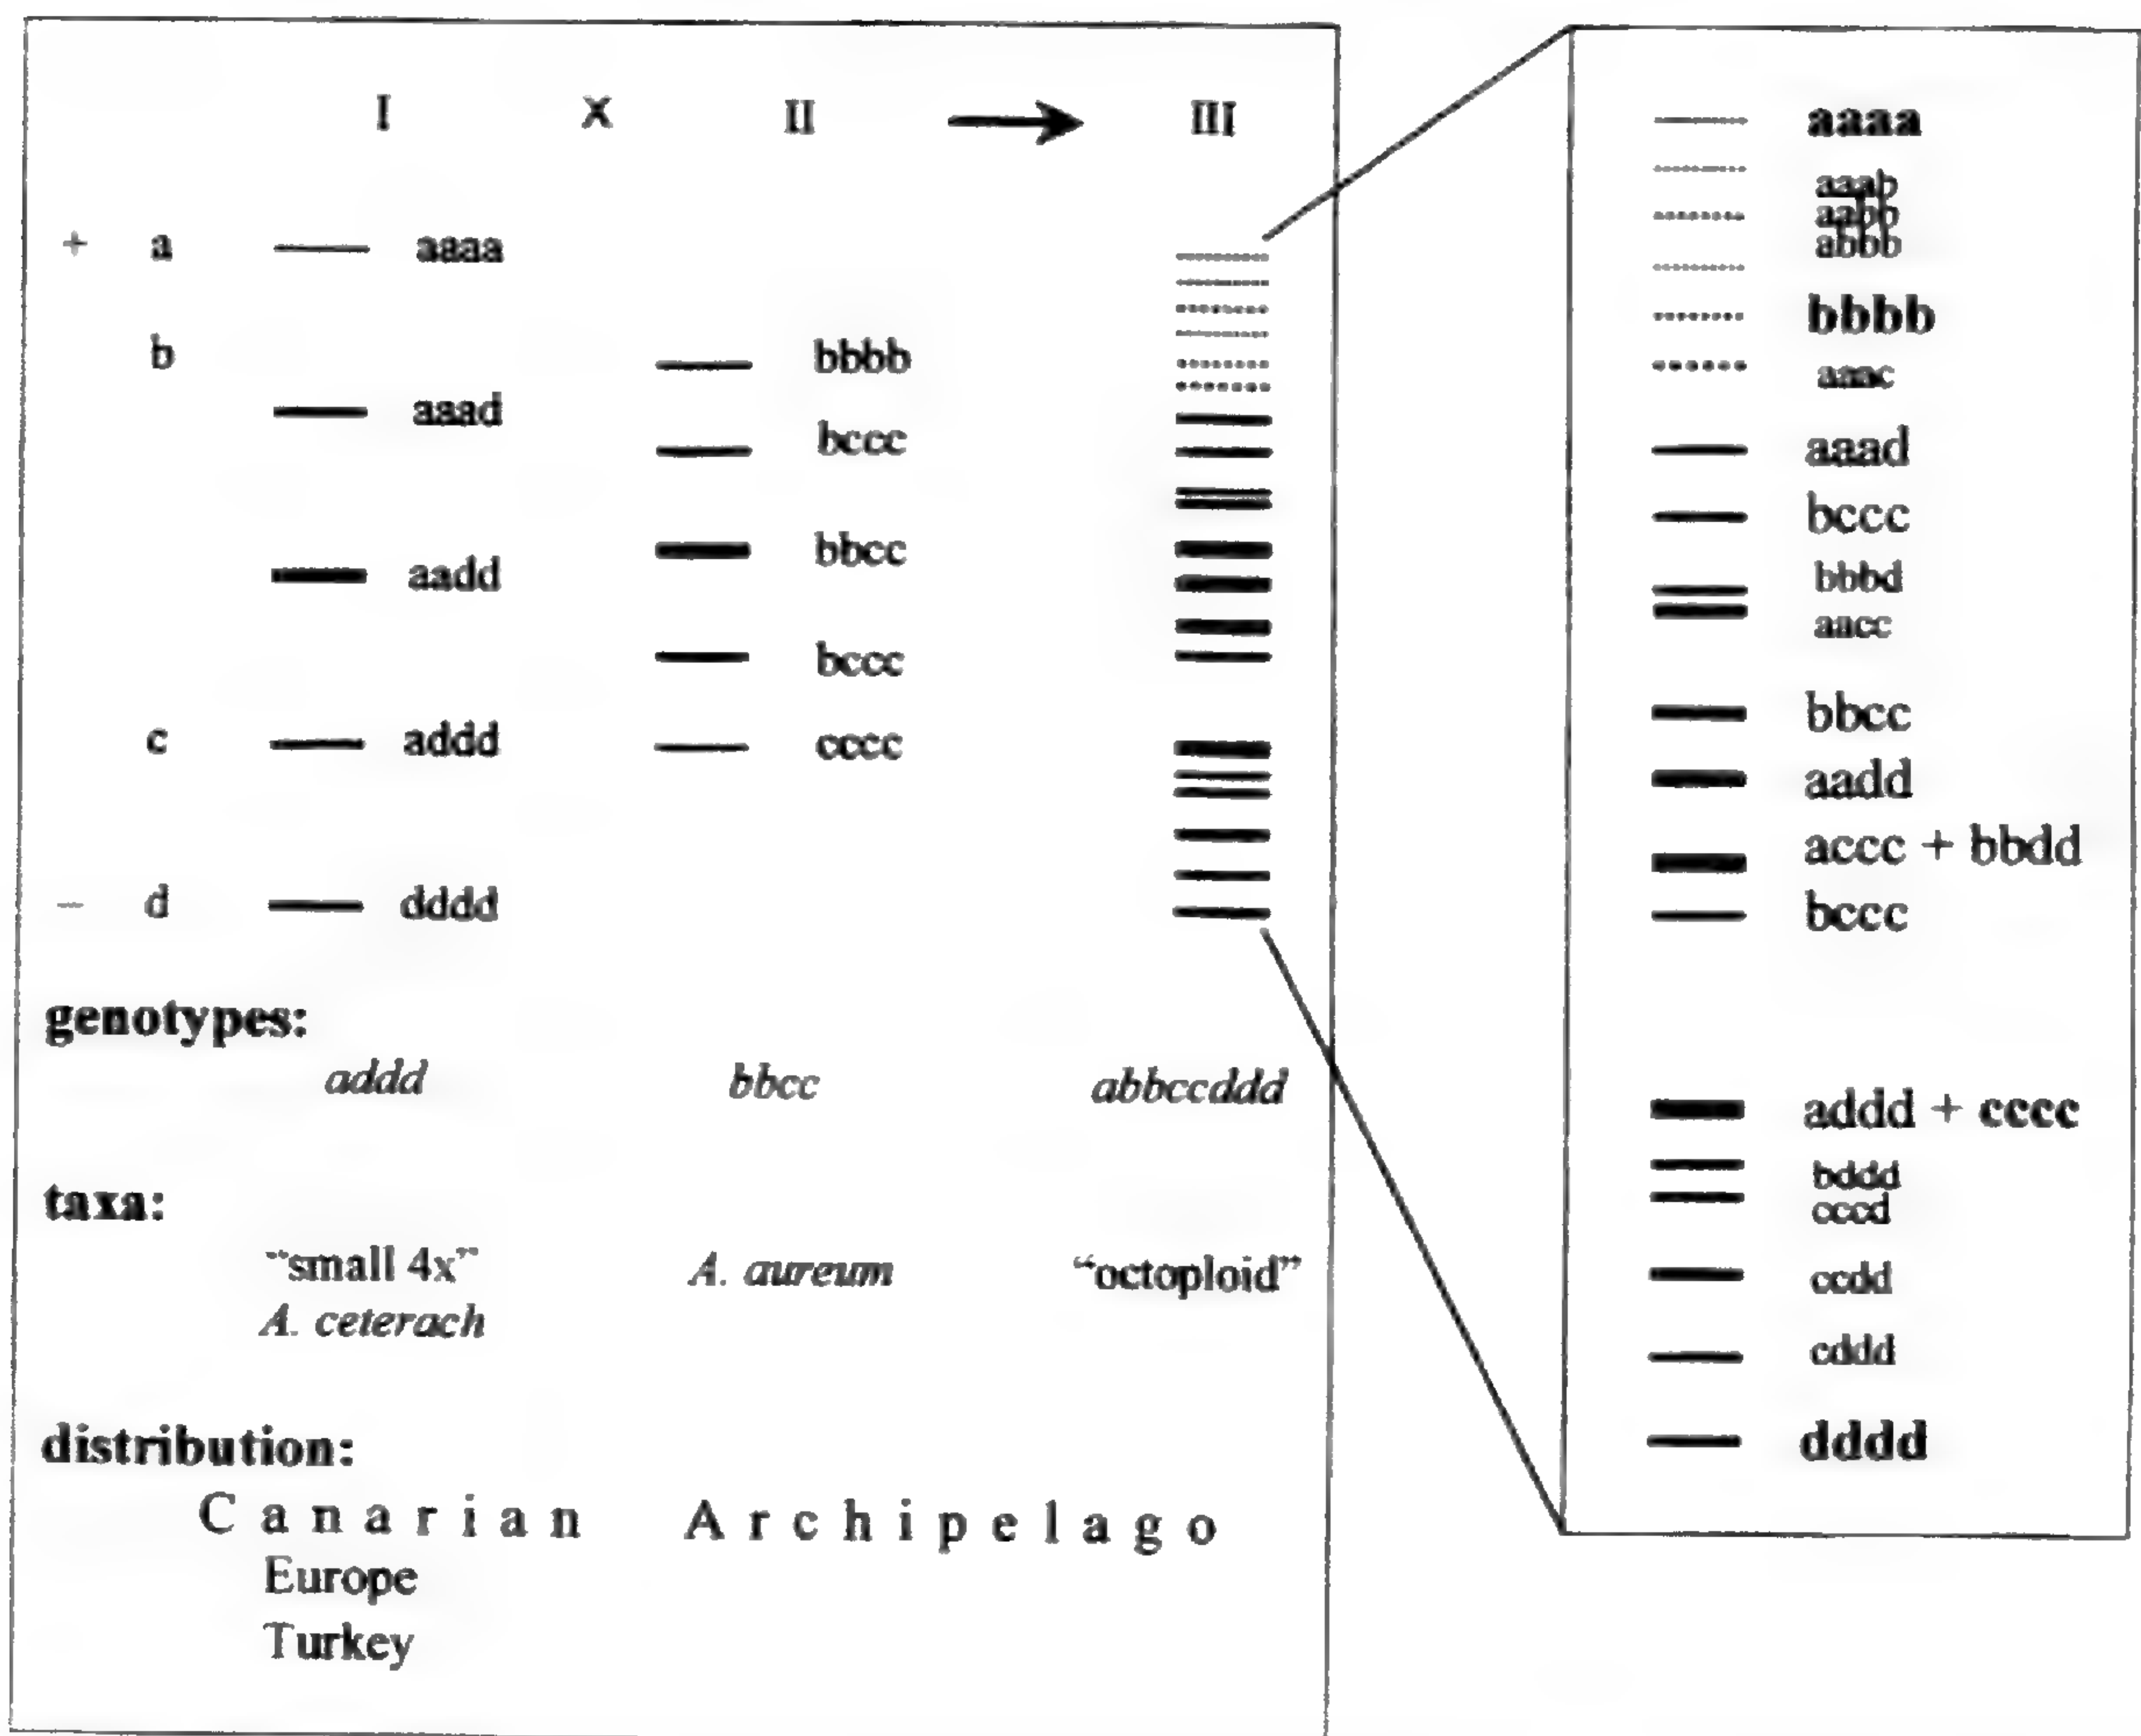 I X II III
+ a aaaa
b bbbb
aaad bccc
aadd bbcc
bccc
c addd cccc
− d dddd
genotypes:
addd bbcc abbccddd
taxa:
"small 4x" A. aureum "octoploid"
A. ceterach
distribution:
Canarian Archipelago
Europe
Turkey
aaaa
aaab
aabb
abbb
bbbb
aaac
aaad
bccc
bbbd
aacc
bbcc
aadd
accc + bbdd
bccc
addd + cccc
bddd
cccd
ccdd
cddd
dddd